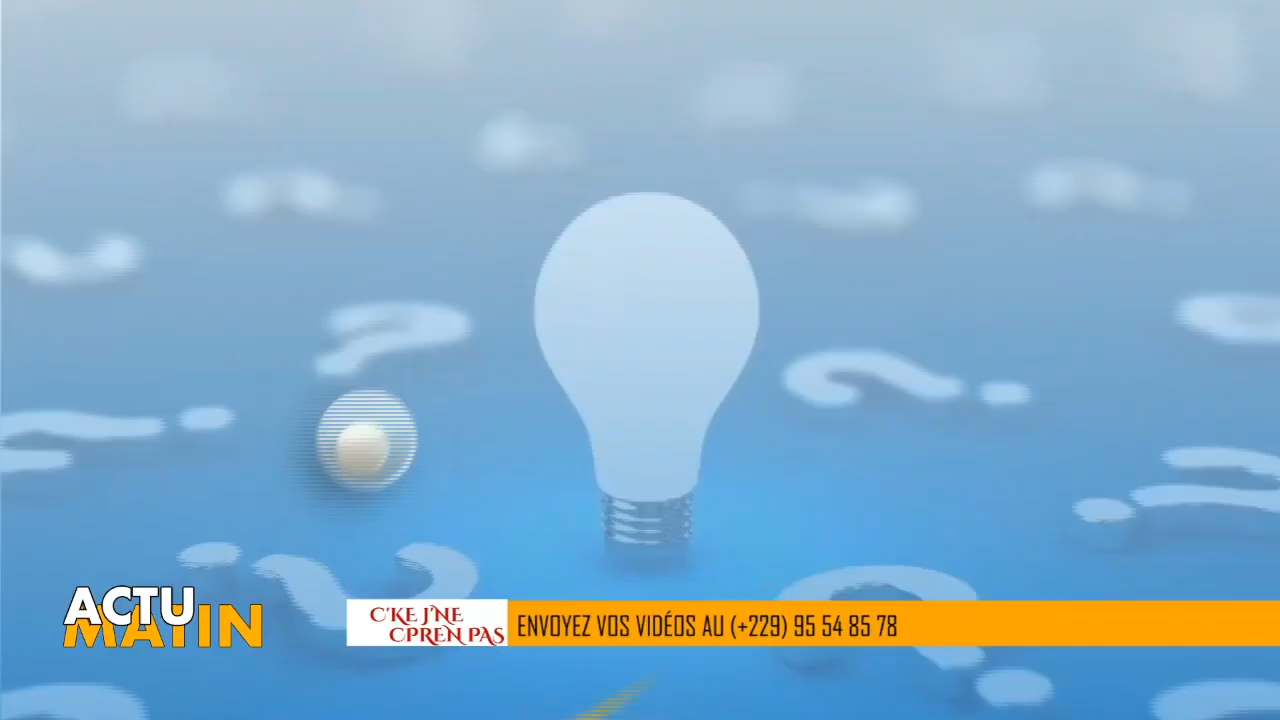 ACTU
MATIN
C'KE J'NE
CPREN PAS
ENVOYEZ VOS VIDÉOS AU (+229) 95 54 85 78